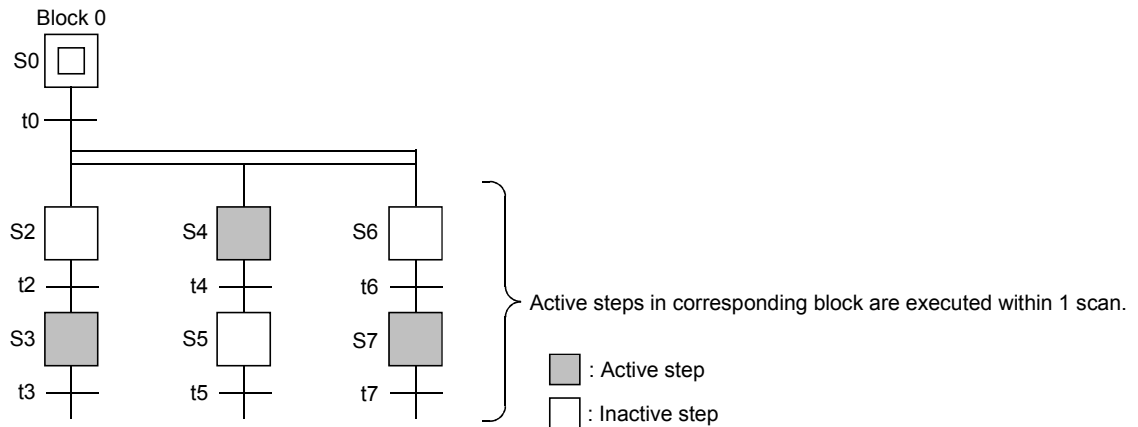 Block 0
S0
t0
S2 S4 S6
t2 t4 t6
Active steps in corresponding block are executed within 1 scan.
S3 S5 S7
: Active step
t3 t5 t7
: Inactive step